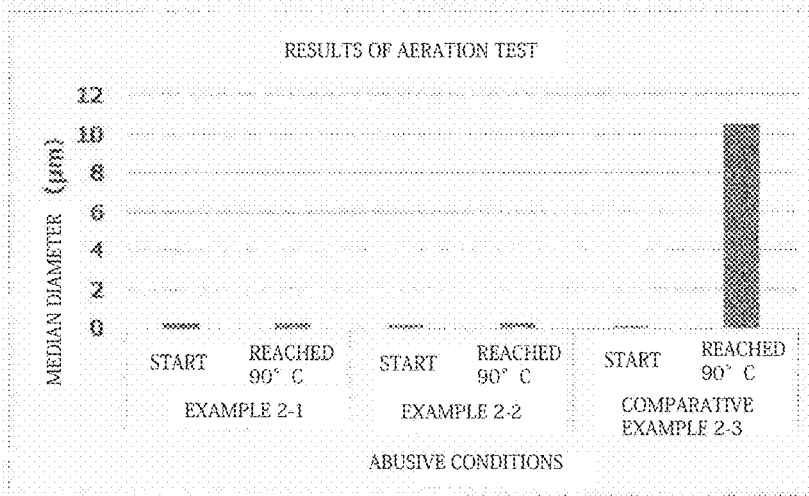 RESULTS OF AERATION TEST
MEDIAN DIAMETER (μm)
12
10
8
6
4
2
0
START
REACHED
90° C
START
REACHED
90° C
START
REACHED
90° C
EXAMPLE 2-1
EXAMPLE 2-2
COMPARATIVE
EXAMPLE 2-3
ABUSIVE CONDITIONS